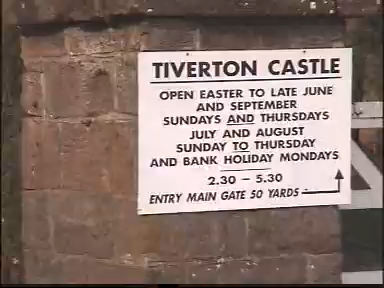 TIVERTON CASTLE
OPEN EASTER TO LATE JUNE
AND SEPTEMBER
SUNDAYS AND THURSDAYS
JULY AND AUGUST
SUNDAY TO THURSDAY
AND BANK HOLIDAY MONDAYS
2.30 – 5.30
ENTRY MAIN GATE 50 YARDS